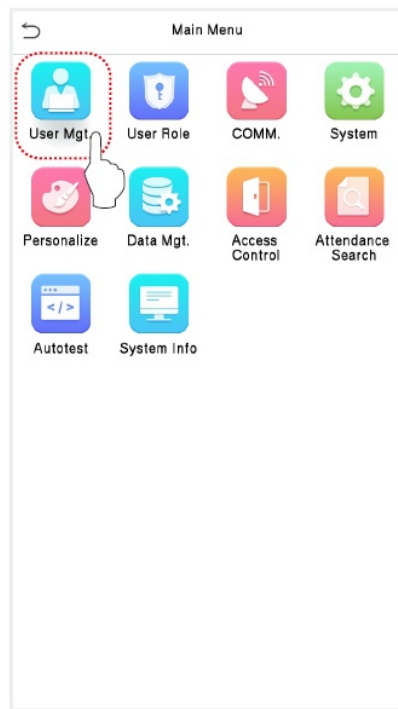 Main Menu
User Mgt.
User Role
COMM.
System
Personalize
Data Mgt.
Access
Control
Attendance
Search
Autotest
System Info